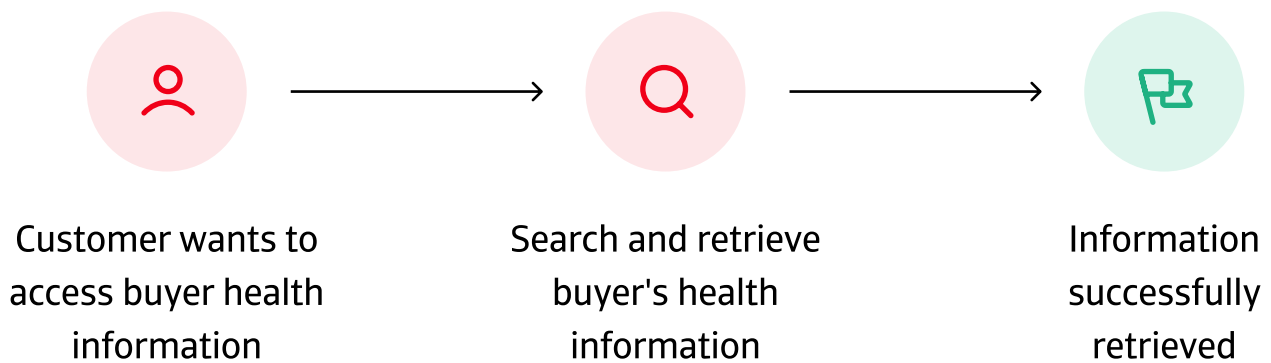 Customer wants to
access buyer health
information
Search and retrieve
buyer's health
information
Information
successfully
retrieved